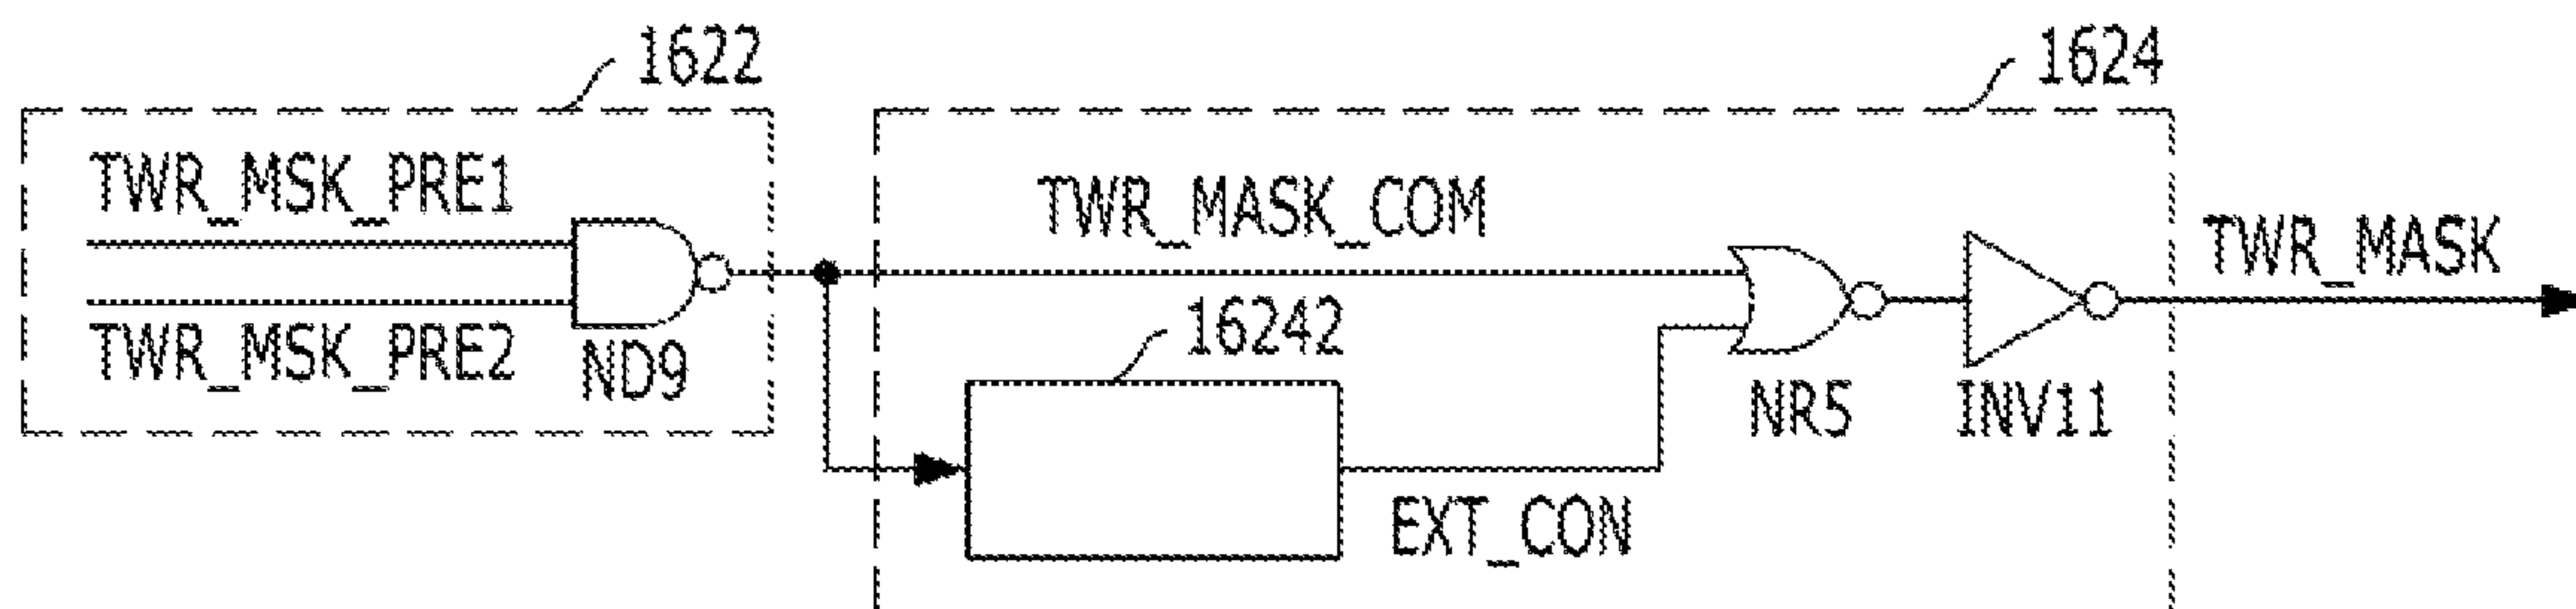 1622
1624
TWR_MSK_PRE1
TWR_MASK_COM
TWR_MASK
TWR_MSK_PRE2
ND9
16242
NR5
INV11
EXT_CON